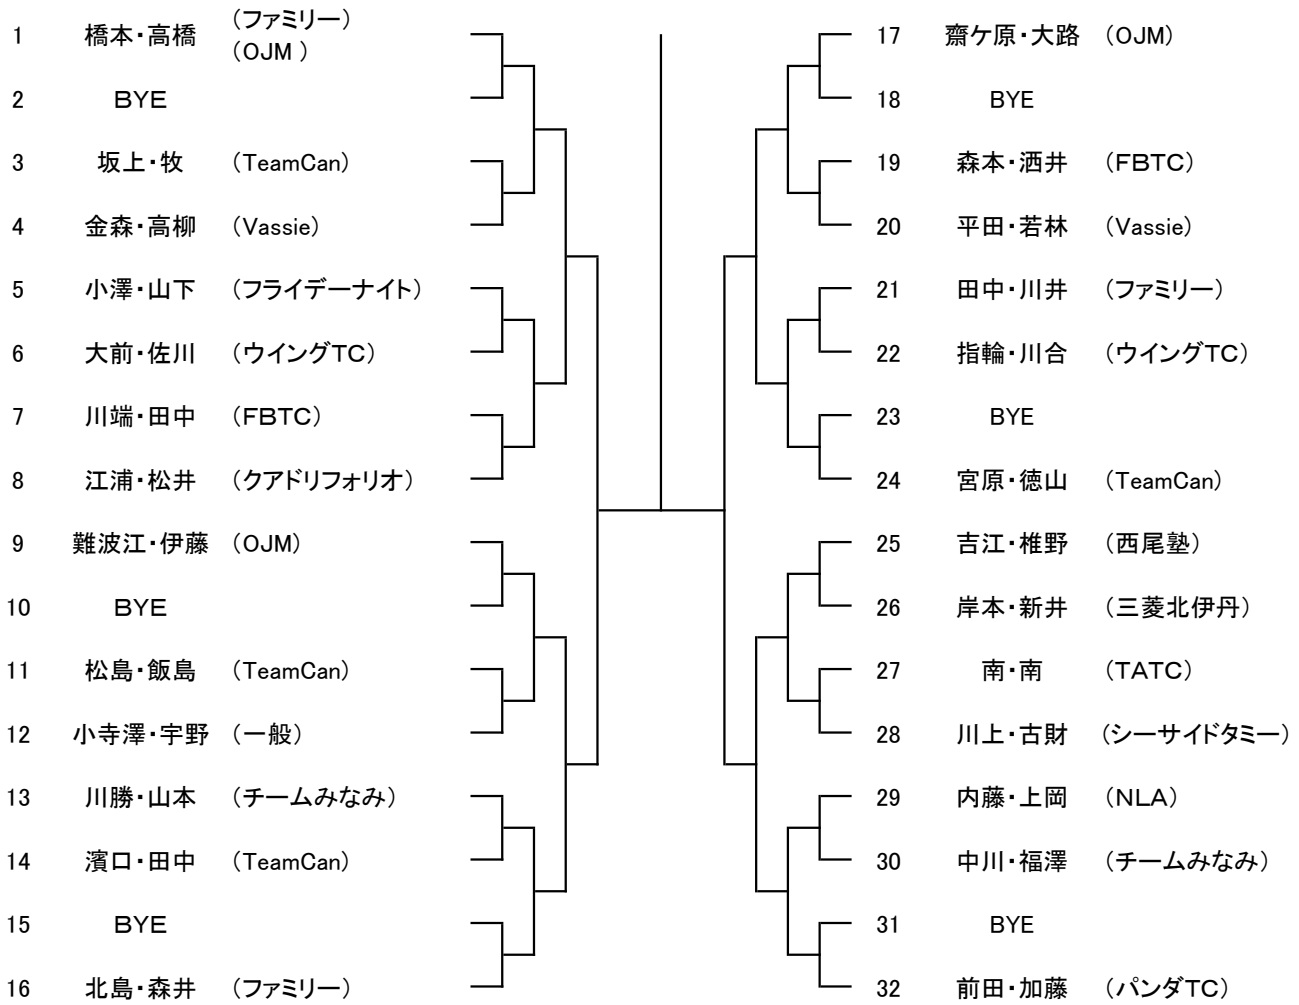 1 橋本・高橋 (ファミリー)
(OJM )
2 BYE
3 坂上・牧 (TeamCan)
4 金森・高柳 (Vassie)
5 小澤・山下 (フライデーナイト)
6 大前・佐川 (ウイングTC)
7 川端・田中 (FBTC)
8 江浦・松井 (クアドリフォリオ)
9 難波江・伊藤 (OJM)
10 BYE
11 松島・飯島 (TeamCan)
12 小寺澤・宇野 (一般)
13 川勝・山本 (チームみなみ)
14 濱口・田中 (TeamCan)
15 BYE
16 北島・森井 (ファミリー)
17 齋ケ原・大路 (OJM)
18 BYE
19 森本・洒井 (FBTC)
20 平田・若林 (Vassie)
21 田中・川井 (ファミリー)
22 指輪・川合 (ウイングTC)
23 BYE
24 宮原・徳山 (TeamCan)
25 吉江・椎野 (西尾塾)
26 岸本・新井 (三菱北伊丹)
27 南・南 (TATC)
28 川上・古財 (シーサイドタミー)
29 内藤・上岡 (NLA)
30 中川・福澤 (チームみなみ)
31 BYE
32 前田・加藤 (パンダTC)